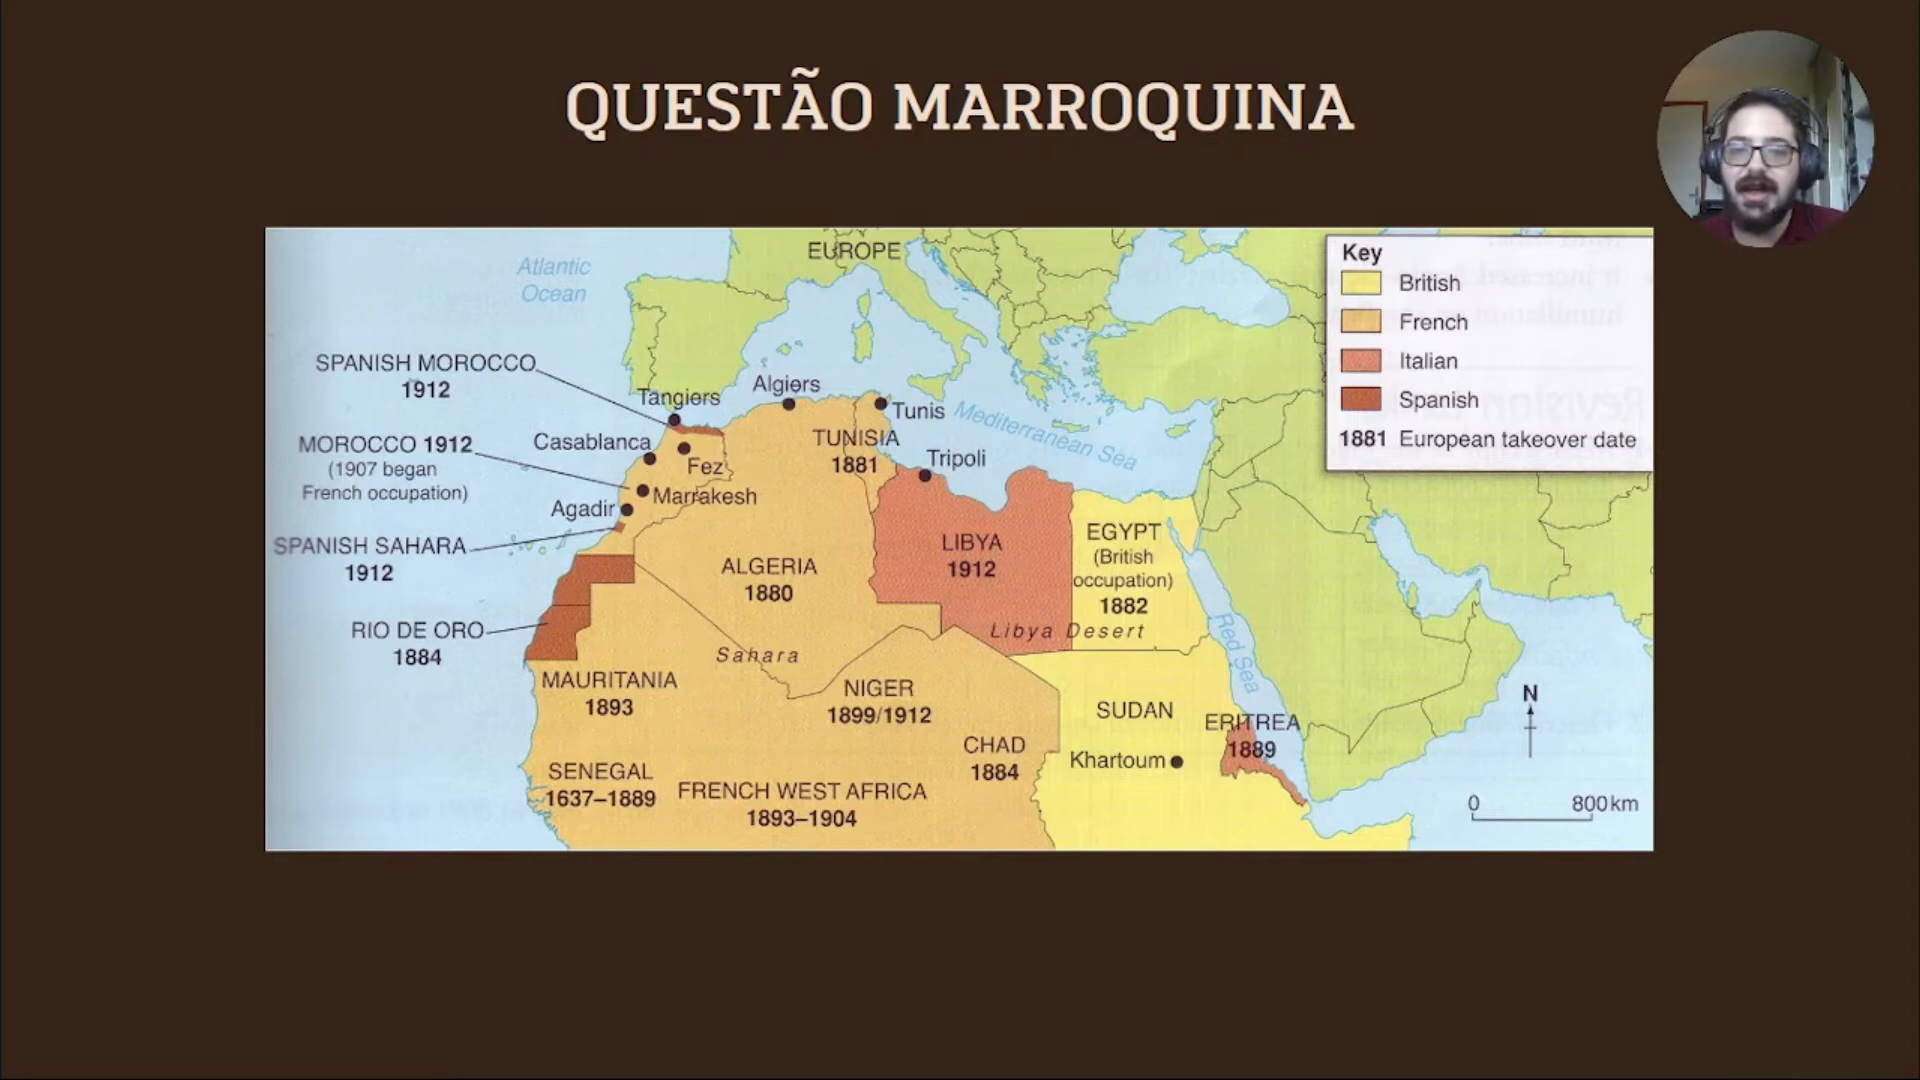 QUESTÃO MARROQUINA
EUROPE
Atlantic
Ocean
Key
British
French
Italian
Spanish
1881 European takeover date
SPANISH MOROCCO
1912
Tangiers
Algiers
Tunis
Mediterranean Sea
MOROCCO 1912
(1907 began
French occupation)
Casablanca
Fez
TUNISIA
1881
Tripoli
Marrakesh
Agadir
SPANISH SAHARA
1912
ALGERIA
1880
LIBYA
1912
EGYPT
(British
occupation)
1882
RIO DE ORO
1884
Libya Desert
Red Sea
Sahara
MAURITANIA
1893
NIGER
1899/1912
SUDAN
ERITREA
1889
N
CHAD
1884
Khartoum
SENEGAL
1637–1889
FRENCH WEST AFRICA
1893–1904
0 800km